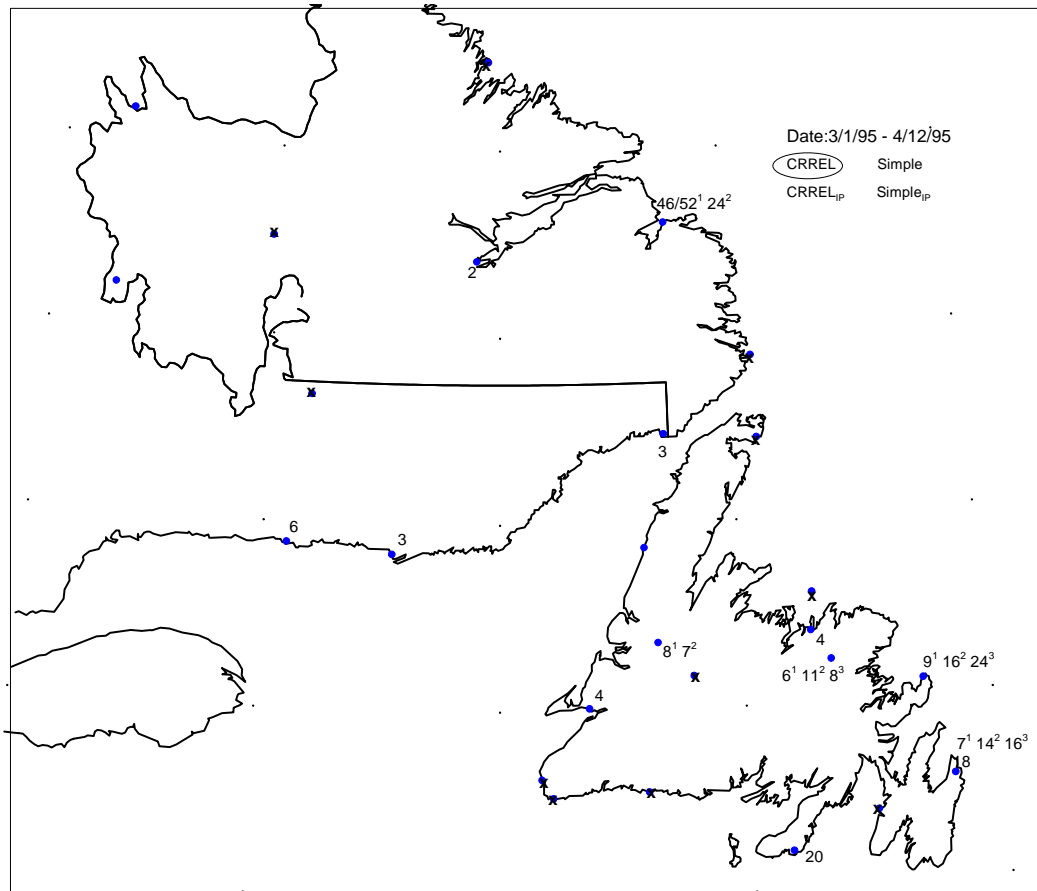 Date:3/1/95 - 4/12/95
CRREL Simple
CRREL_IP Simple_IP
46/52¹ 24²
2
3
6
3
4
8¹ 7²
6¹ 11² 8³
9¹ 16² 24³
4
7¹ 14² 16³
18
20